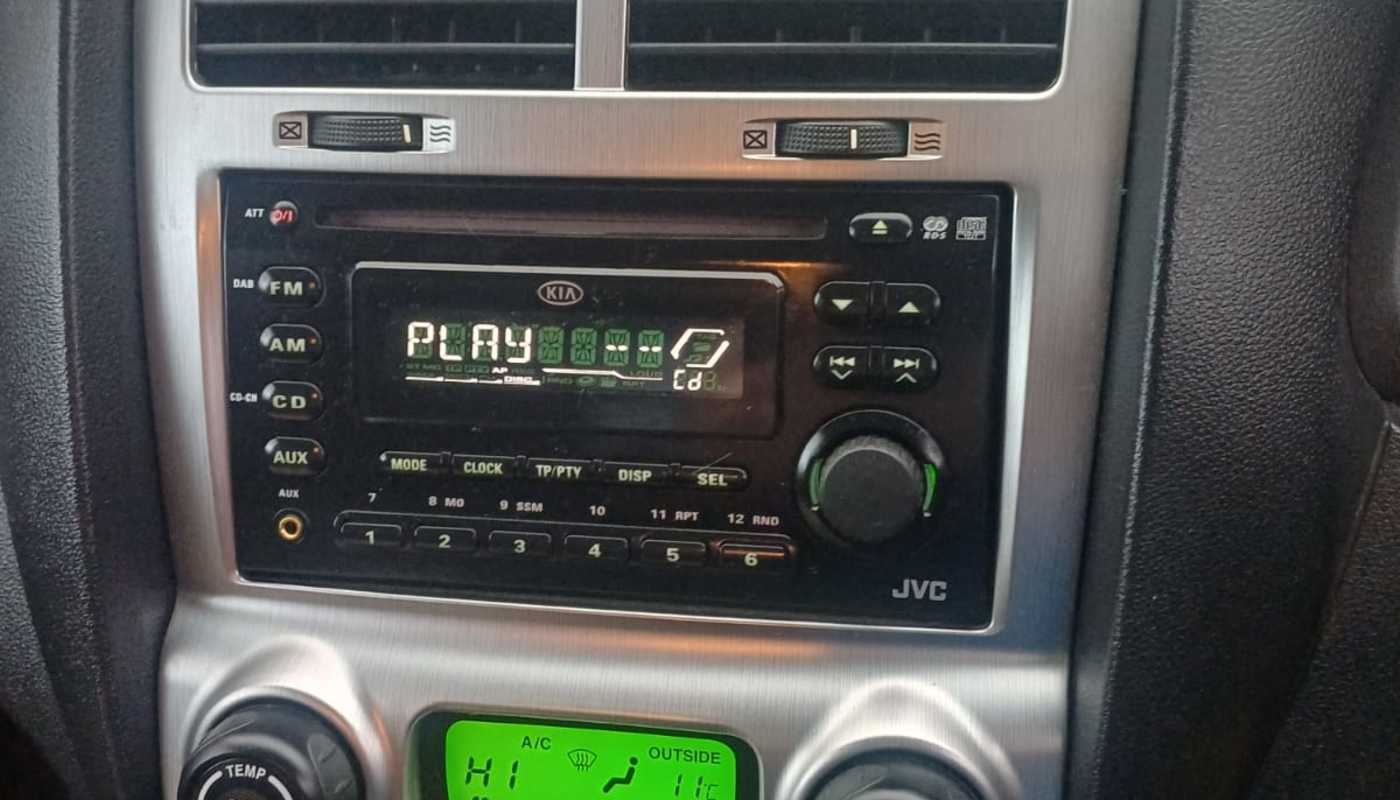 ATT
RDS
DAB FM
KIA
AM
PLAY --
AP
DISC
Cd
CD-CH CD
AUX
MODE CLOCK TP/PTY DISP SEL
AUX
7 8 MO 9 SSM 10 11 RPT 12 RND
1 2 3 4 5 6
JVC
A/C OUTSIDE
TEMP HI 11°C